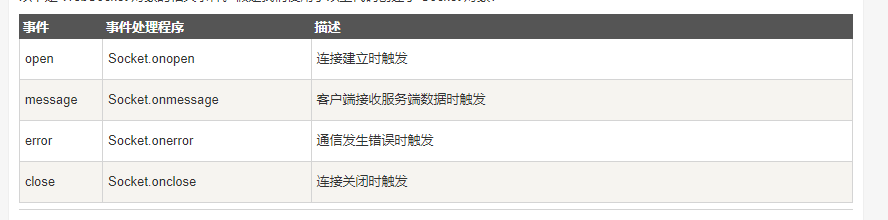 事件 事件处理程序 描述
open Socket.onopen 连接建立时触发
message Socket.onmessage 客户端接收服务端数据时触发
error Socket.onerror 通信发生错误时触发
close Socket.onclose 连接关闭时触发